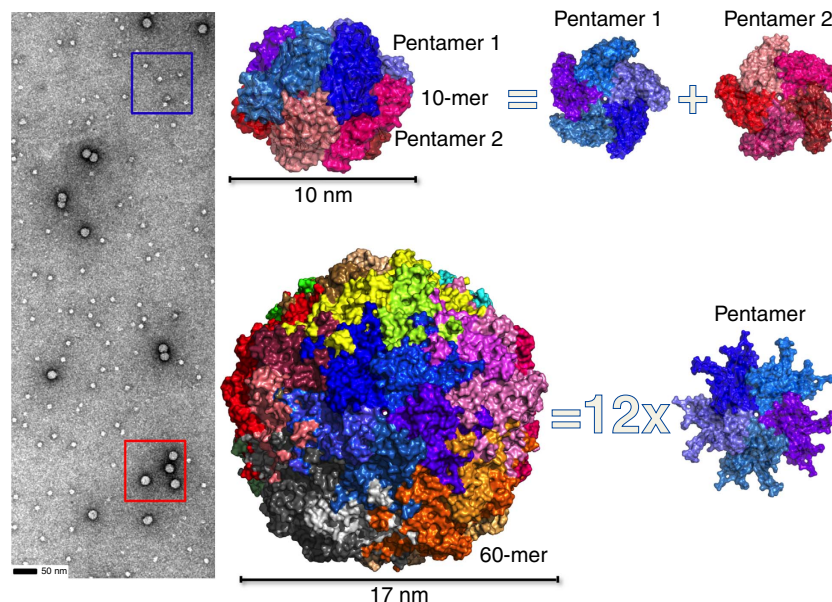 Pentamer 1
10-mer
Pentamer 2
=
Pentamer 1
+
Pentamer 2
10 nm
60-mer
17 nm
=12x
Pentamer
50 nm